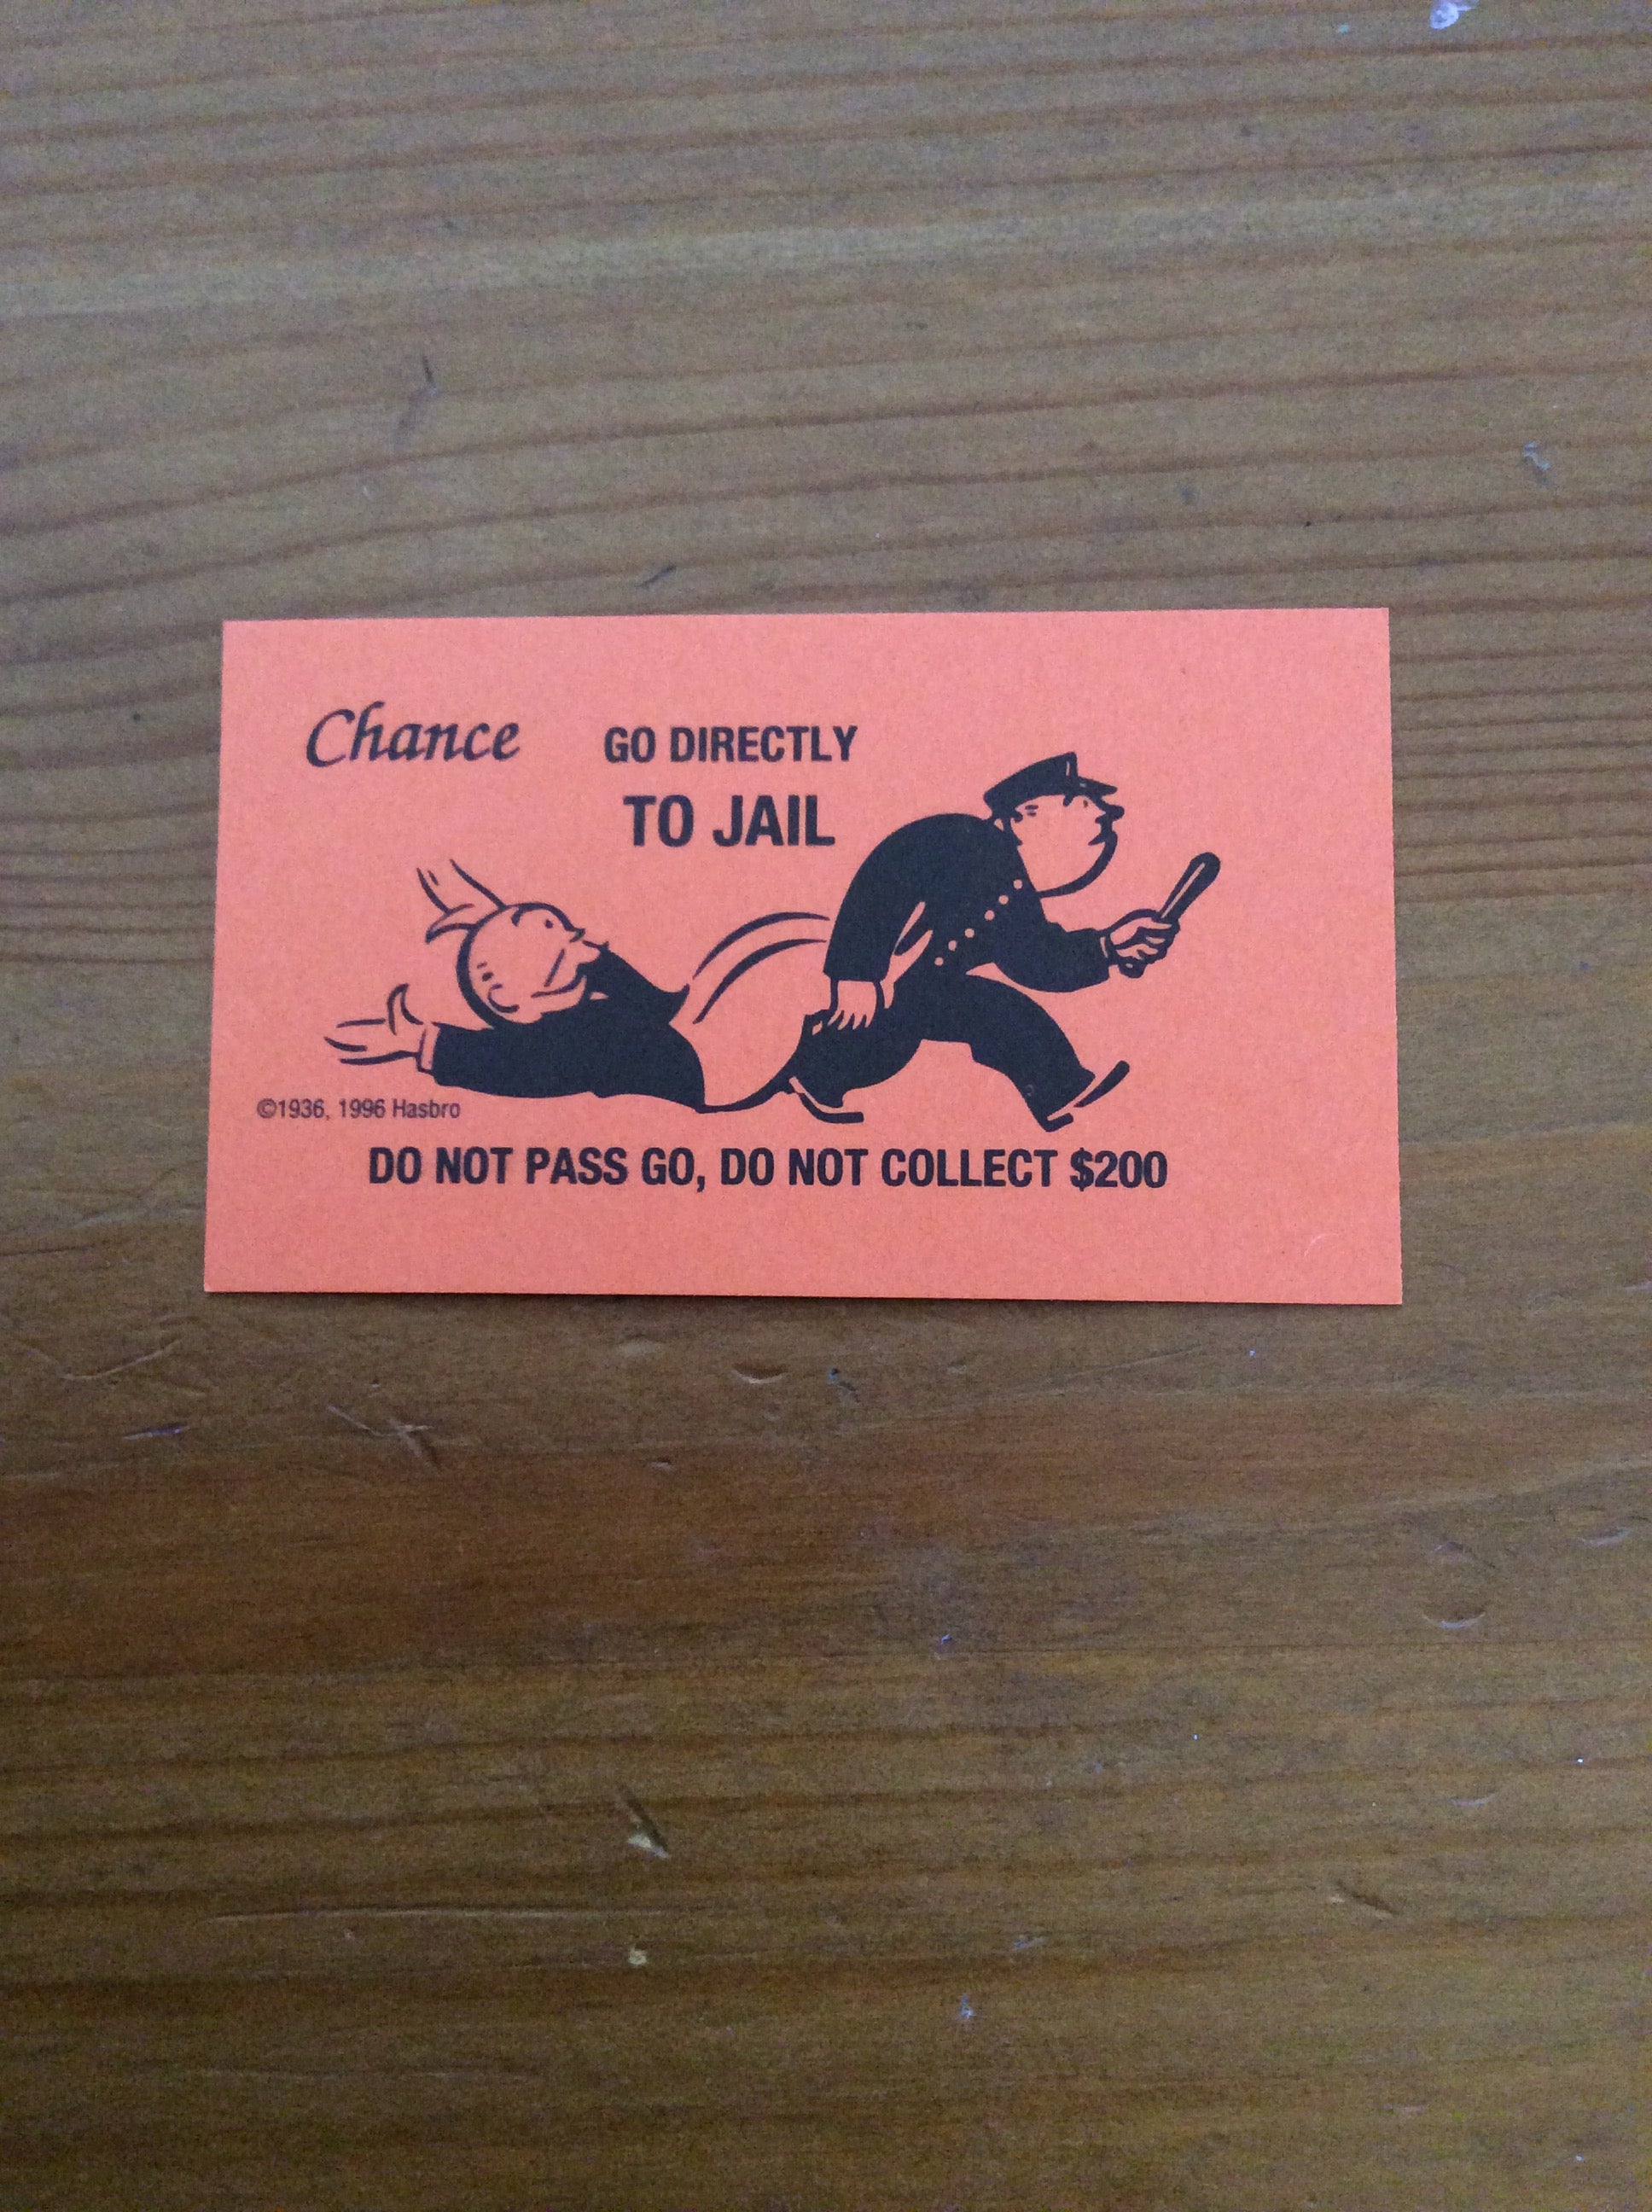 Chance
GO DIRECTLY
TO JAIL
©1936, 1996 Hasbro
DO NOT PASS GO, DO NOT COLLECT $200